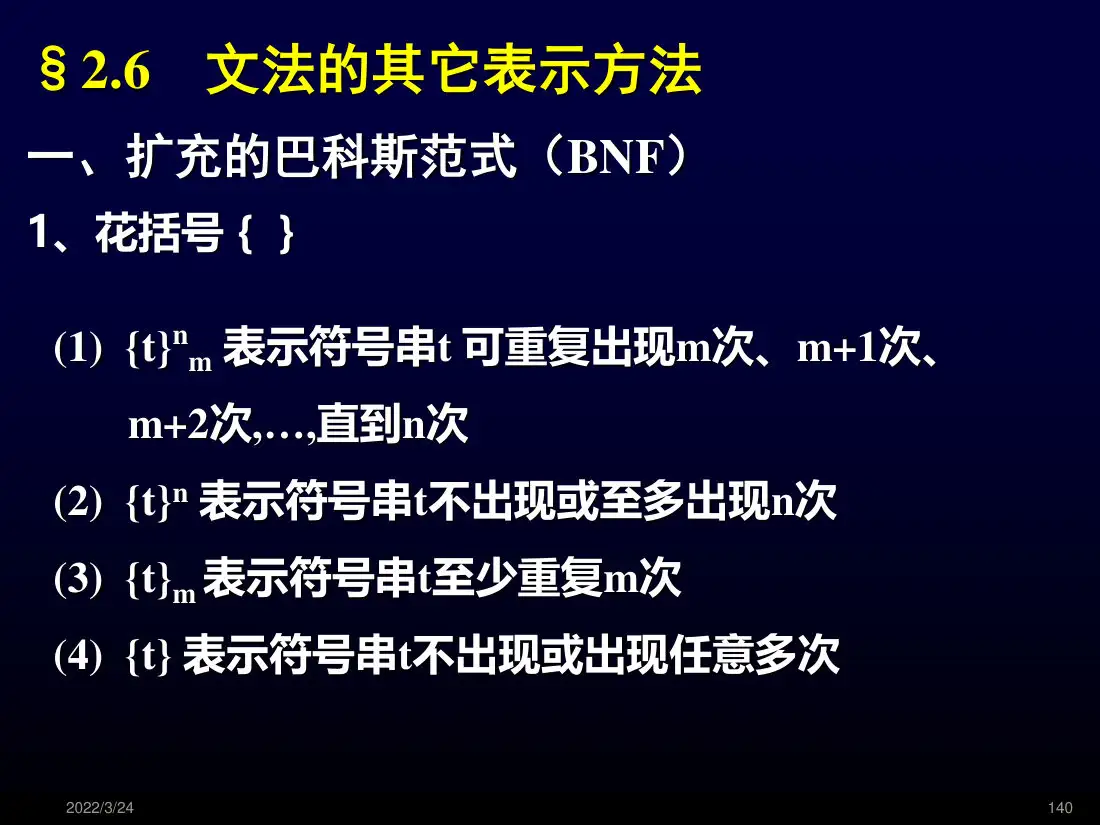 §2.6 文法的其它表示方法
一、扩充的巴科斯范式（BNF）
1、花括号{ }
(1) {t}ⁿₘ 表示符号串t 可重复出现m次、m+1次、
m+2次,…,直到n次
(2) {t}ⁿ 表示符号串t不出现或至多出现n次
(3) {t}ₘ 表示符号串t至少重复m次
(4) {t} 表示符号串t不出现或出现任意多次
2022/3/24
140